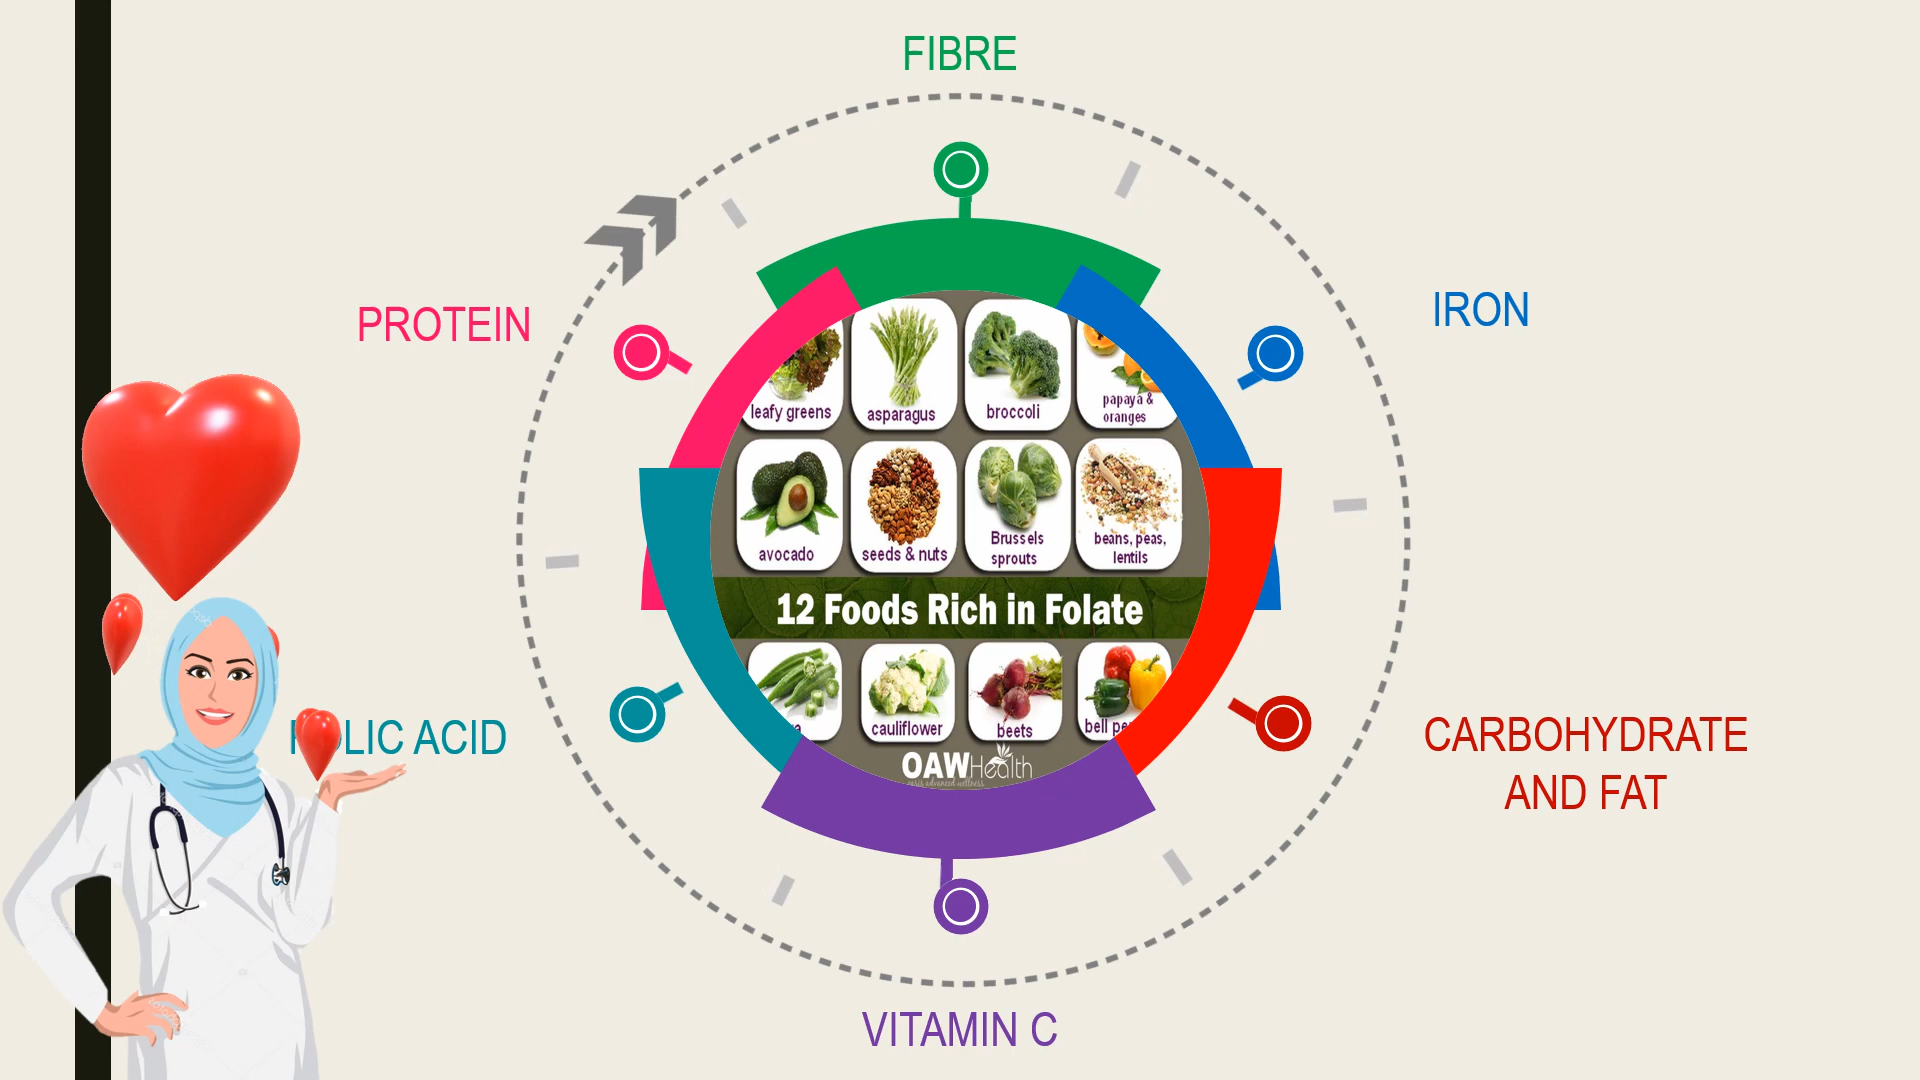 FIBRE
PROTEIN
IRON
leafy greens
asparagus
broccoli
papaya &
oranges
avocado
seeds & nuts
Brussels
sprouts
beans, peas,
lentils
12 Foods Rich in Folate
cauliflower
beets
bell
OAWHealth
LIC ACID
CARBOHYDRATE
AND FAT
VITAMIN C